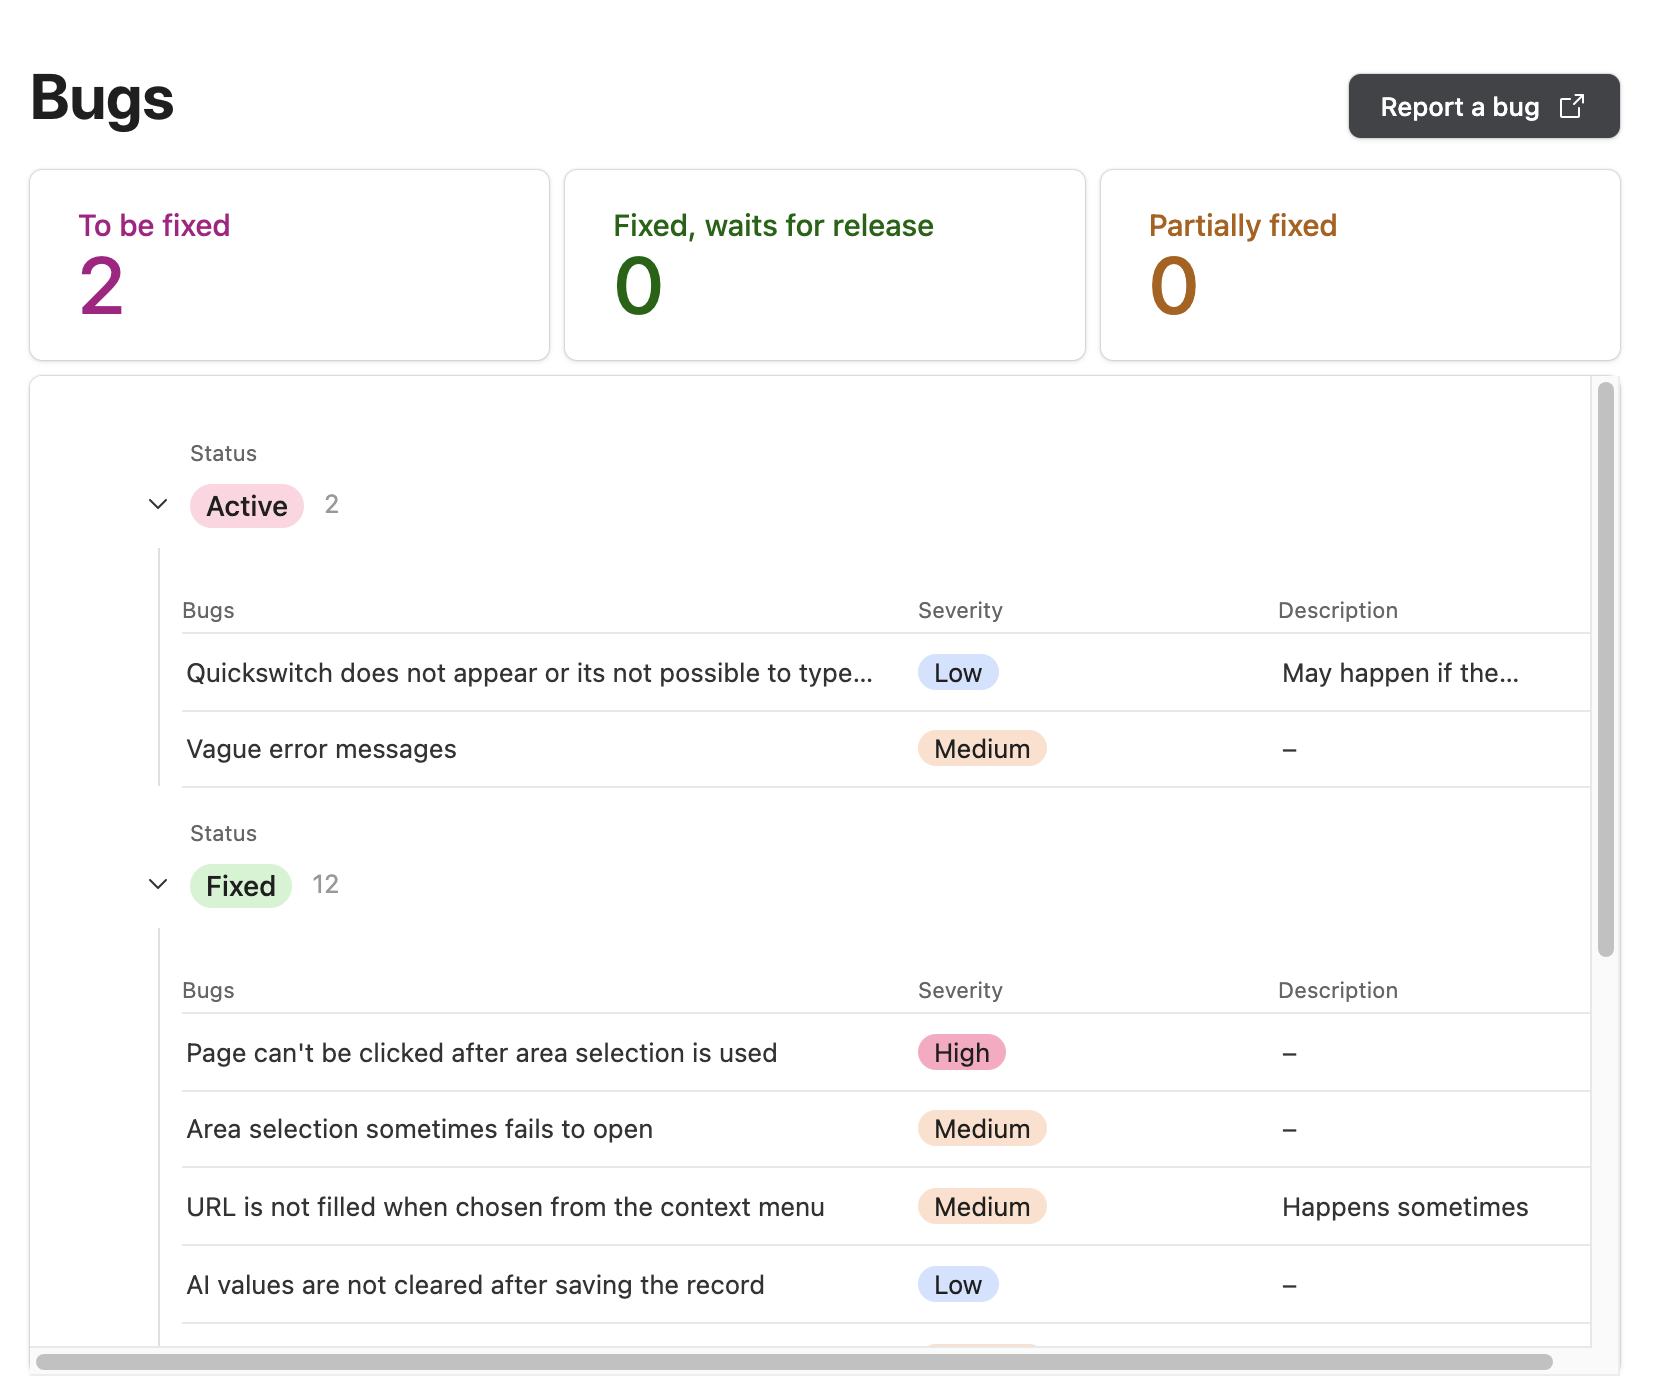 Bugs
Report a bug
To be fixed
2
Fixed, waits for release
0
Partially fixed
0
Status
Active 2
Bugs Severity Description
Quickswitch does not appear or its not possible to type... Low May happen if the...
Vague error messages Medium –
Status
Fixed 12
Bugs Severity Description
Page can't be clicked after area selection is used High –
Area selection sometimes fails to open Medium –
URL is not filled when chosen from the context menu Medium Happens sometimes
AI values are not cleared after saving the record Low –